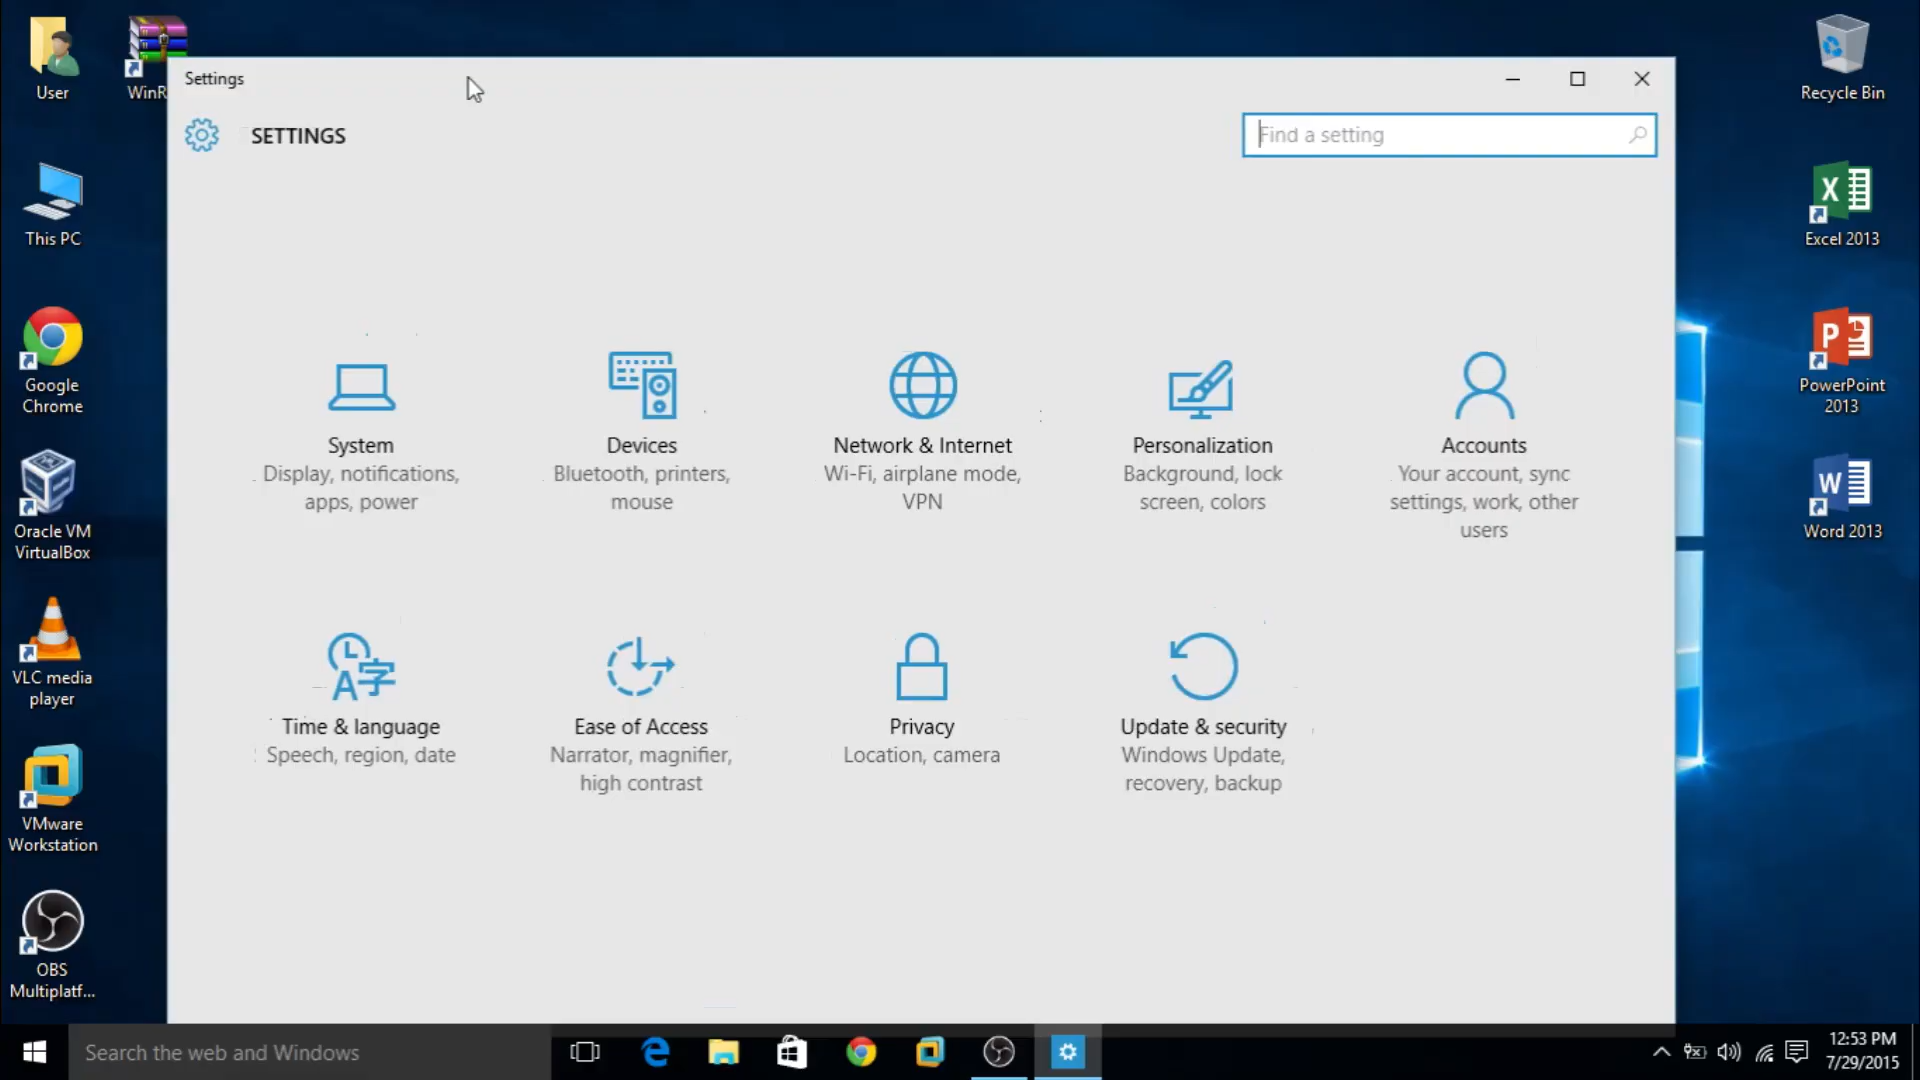 User
WinR
Settings
SETTINGS
Find a setting
Recycle Bin
This PC
Excel 2013
Google
Chrome
PowerPoint
2013
System
Display, notifications,
apps, power
Devices
Bluetooth, printers,
mouse
Network & Internet
Wi-Fi, airplane mode,
VPN
Personalization
Background, lock
screen, colors
Accounts
Your account, sync
settings, work, other
users
Oracle VM
VirtualBox
Word 2013
VLC media
player
Time & language
Speech, region, date
Ease of Access
Narrator, magnifier,
high contrast
Privacy
Location, camera
Update & security
Windows Update,
recovery, backup
VMware
Workstation
OBS
Multiplatf...
Search the web and Windows
12:53 PM
7/29/2015